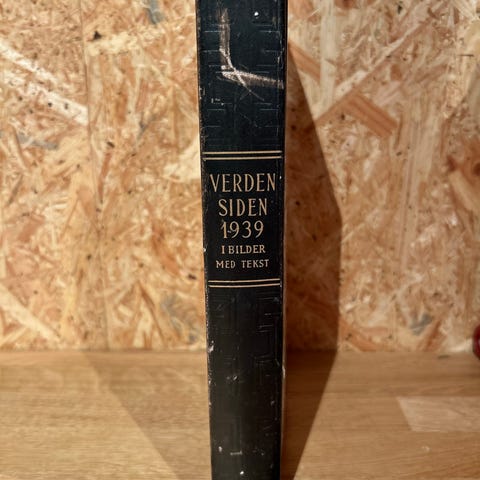 VERDEN
SIDEN
1939
I BILDER
MED TEKST